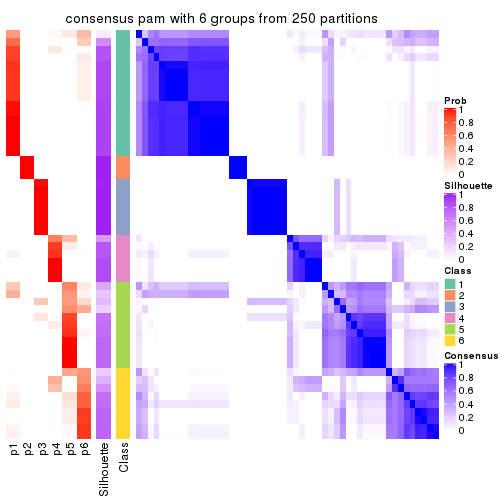 consensus pam with 6 groups from 250 partitions
Prob
1
0.8
0.6
0.4
0.2
0
Silhouette
1
0.8
0.6
0.4
0.2
0
Class
1
2
3
4
5
6
Consensus
1
0.8
0.6
0.4
0.2
0
p1
p2
p3
p4
p5
p6
Silhouette
Class